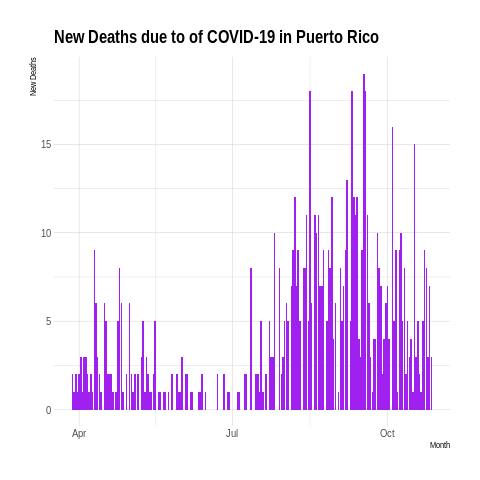 New Deaths due to of COVID-19 in Puerto Rico
New Deaths
15
10
5
0
Apr
Jul
Oct
Month